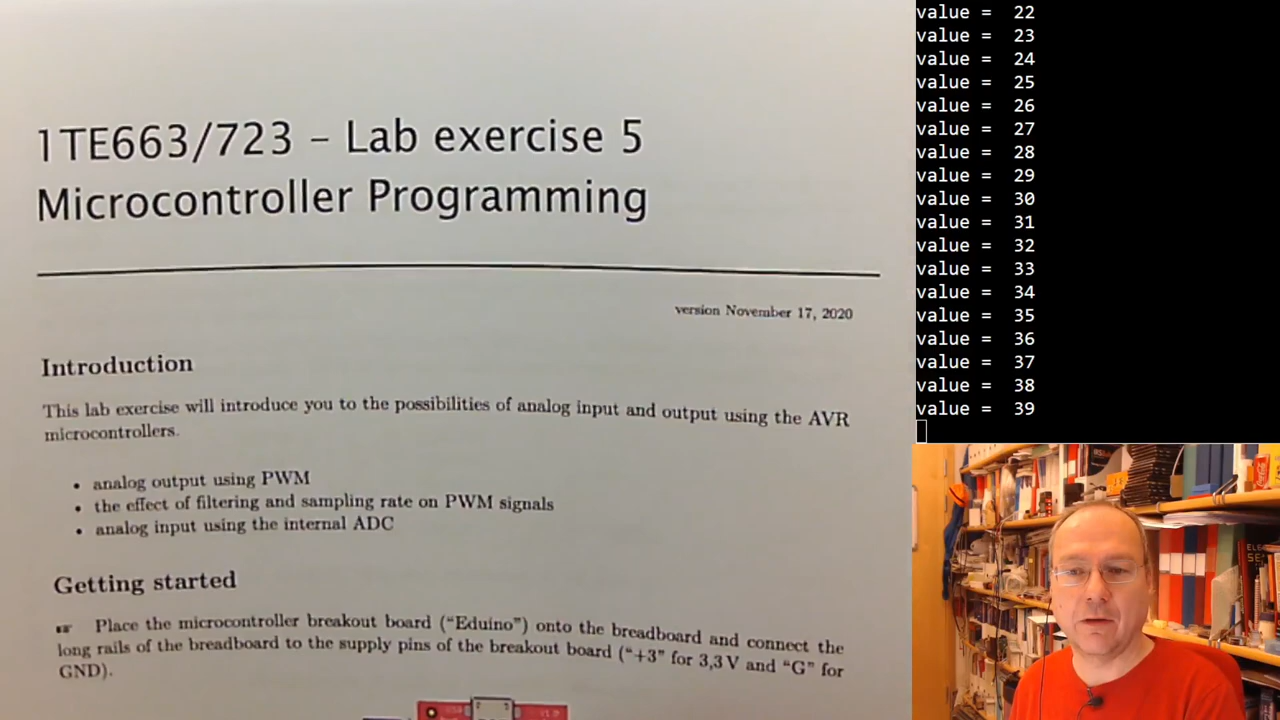 1TE663/723 – Lab exercise 5
Microcontroller Programming
version November 17, 2020
Introduction
This lab exercise will introduce you to the possibilities of analog input and output using the AVR
microcontrollers.
• analog output using PWM
• the effect of filtering and sampling rate on PWM signals
• analog input using the internal ADC
Getting started
☞ Place the microcontroller breakout board (“Eduino”) onto the breadboard and connect the
long rails of the breadboard to the supply pins of the breakout board (“+3” for 3,3 V and “G” for
GND).
value = 22
value = 23
value = 24
value = 25
value = 26
value = 27
value = 28
value = 29
value = 30
value = 31
value = 32
value = 33
value = 34
value = 35
value = 36
value = 37
value = 38
value = 39